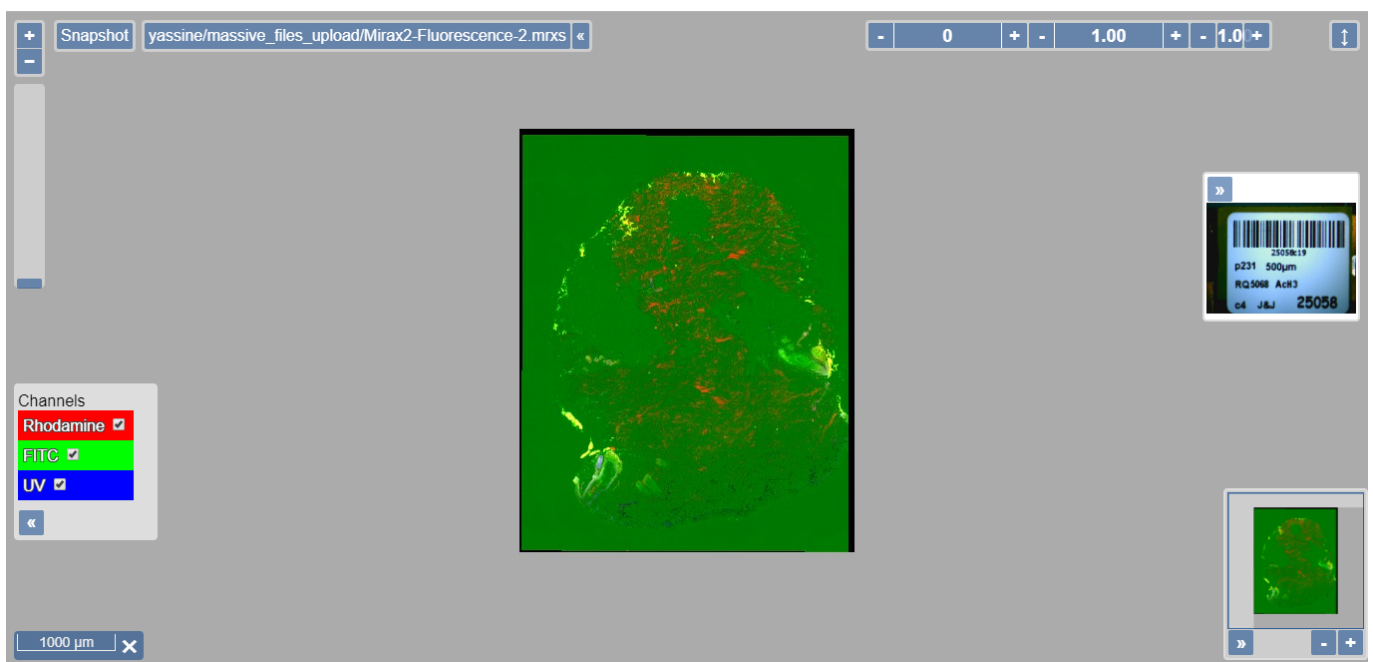 +
Snapshot yassine/massive_files_upload/Mirax2-Fluorescence-2.mrxs «
- 0 + - 1.00 + - 1.0 +
-
»
25058c19
p231 500µm
RQ5068 AcH3
c4 J&J 25058
Channels
Rhodamine
FITC
UV
«
1000 µm
» - +